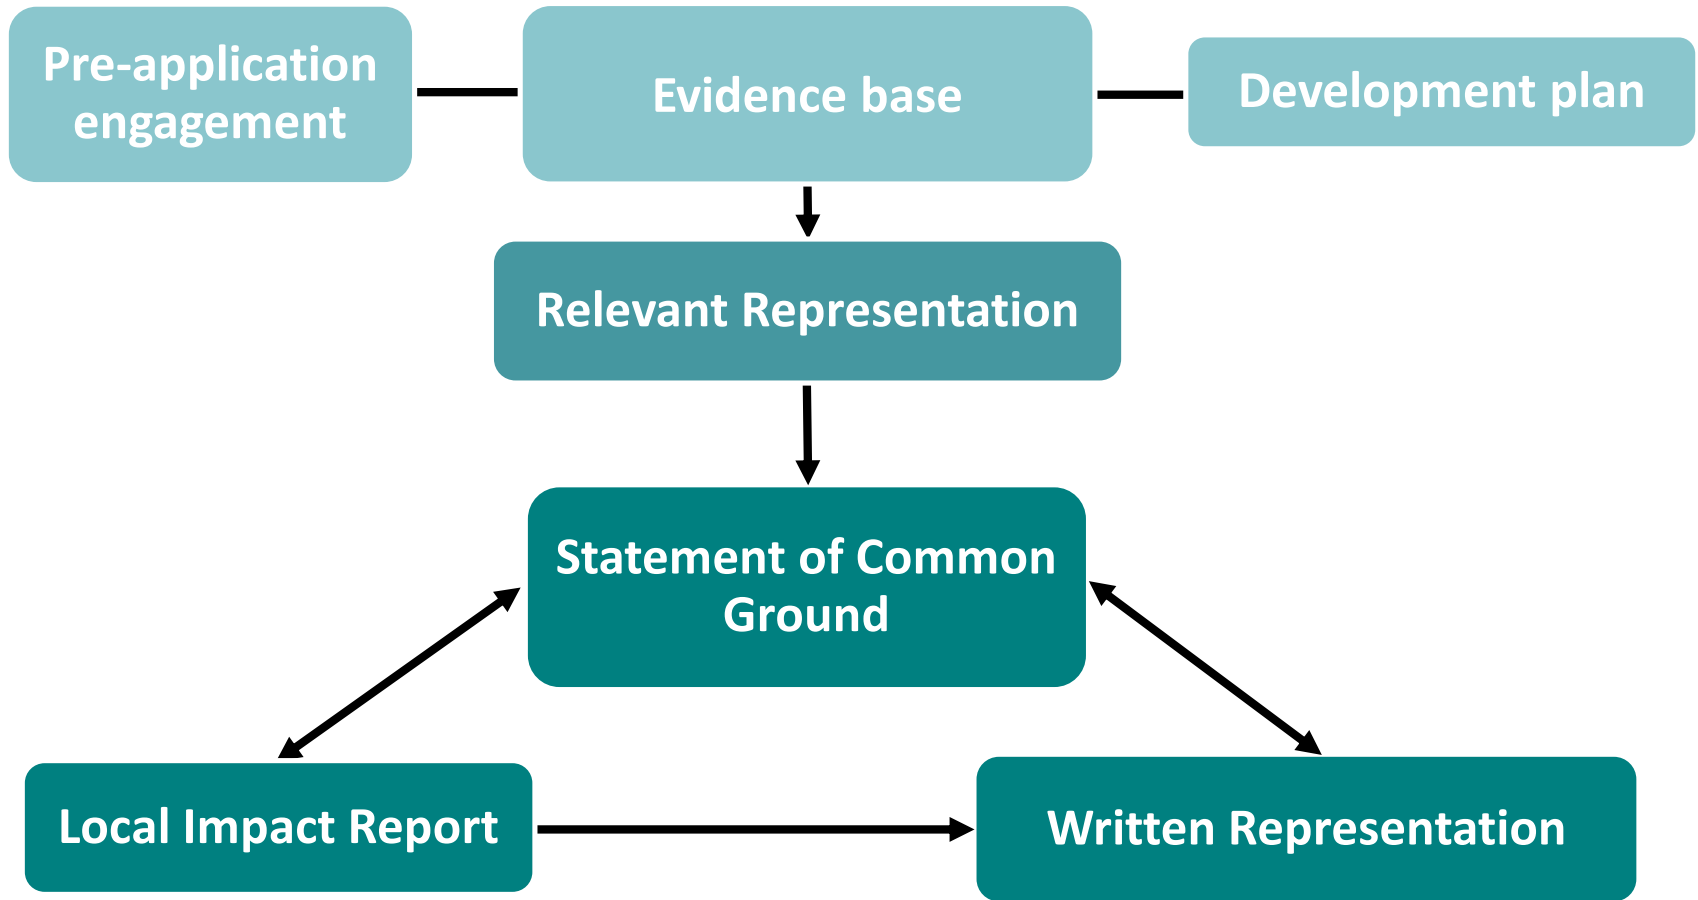 Pre-application
engagement
Evidence base
Development plan
Relevant Representation
Statement of Common
Ground
Local Impact Report
Written Representation